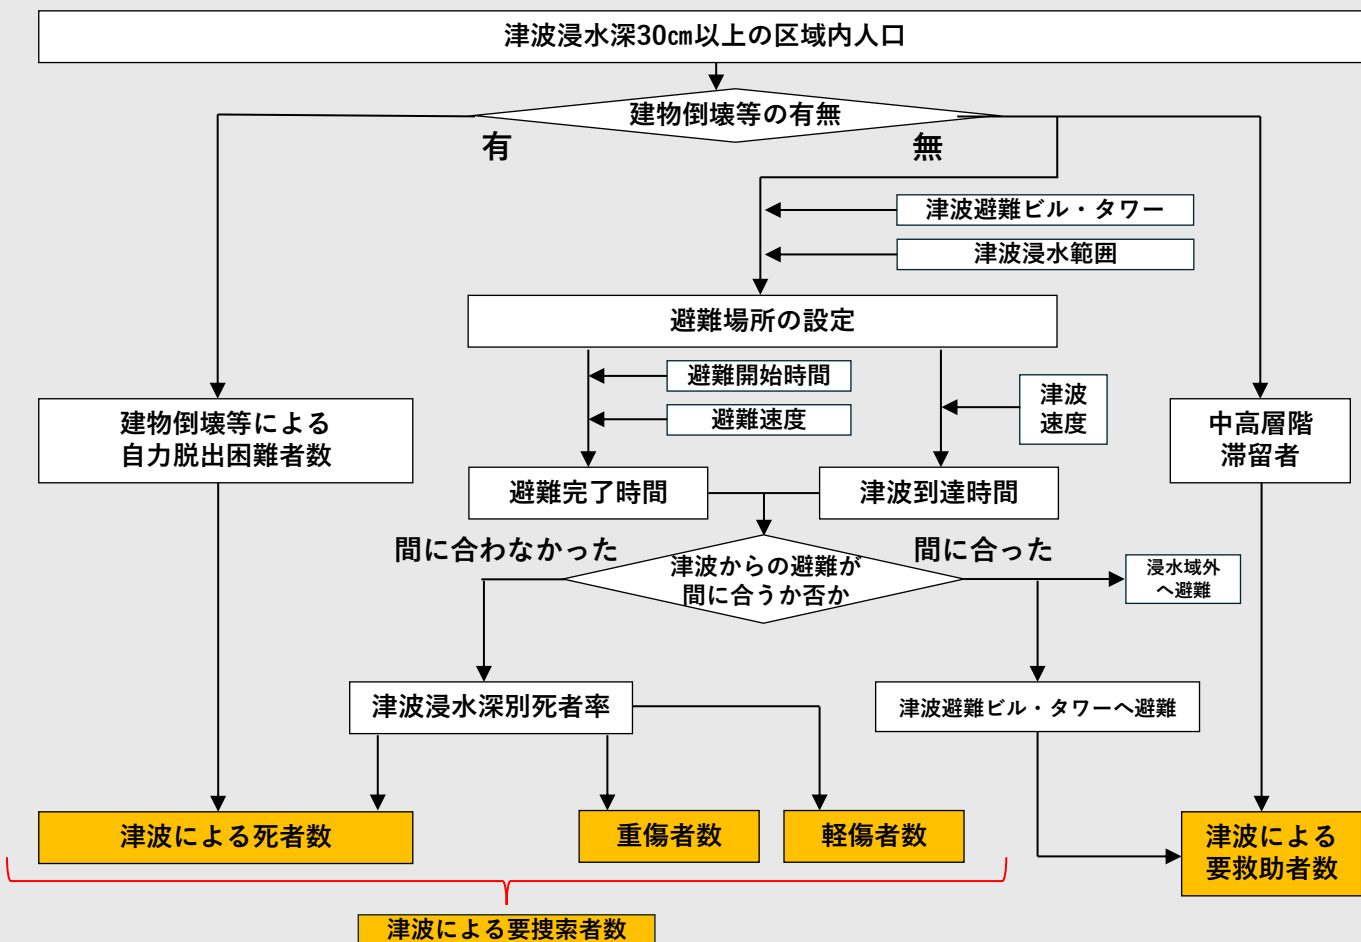 津波浸水深30㎝以上の区域内人口
建物倒壊等の有無
有
無
津波避難ビル・タワー
津波浸水範囲
避難場所の設定
避難開始時間
避難速度
津波
速度
建物倒壊等による
自力脱出困難者数
中高層階
滞留者
避難完了時間
津波到達時間
間に合わなかった
間に合った
津波からの避難が
間に合うか否か
浸水域外
へ避難
津波浸水深別死者率
津波避難ビル・タワーへ避難
津波による死者数
重傷者数
軽傷者数
津波による
要救助者数
津波による要捜索者数